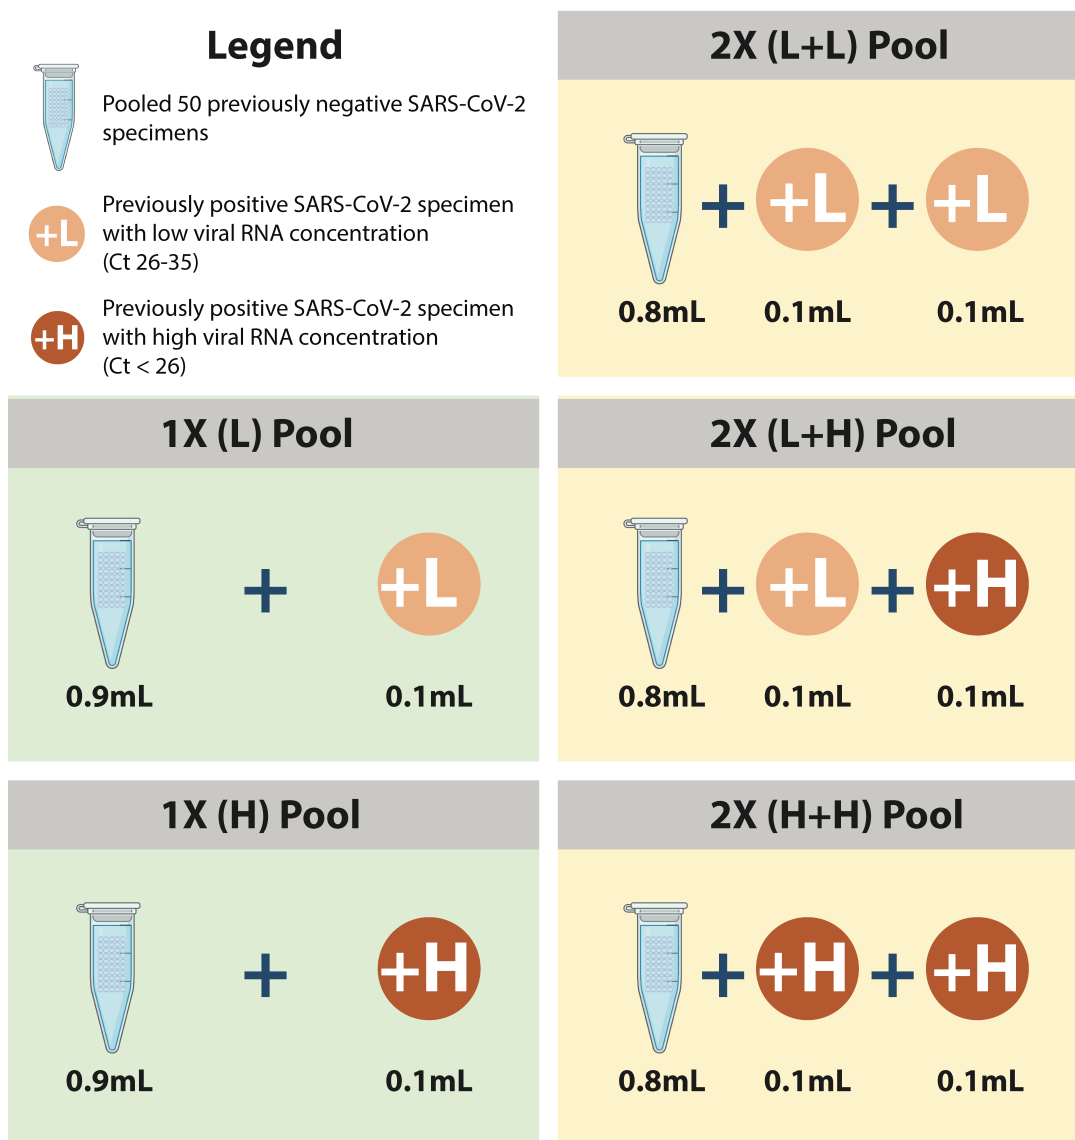 Legend
Pooled 50 previously negative SARS-CoV-2
specimens
+L
Previously positive SARS-CoV-2 specimen
with low viral RNA concentration
(Ct 26-35)
+H
Previously positive SARS-CoV-2 specimen
with high viral RNA concentration
(Ct < 26)
2X (L+L) Pool
+ +L + +L
0.8mL 0.1mL 0.1mL
1X (L) Pool
+ +L
0.9mL 0.1mL
2X (L+H) Pool
+ +L + +H
0.8mL 0.1mL 0.1mL
1X (H) Pool
+ +H
0.9mL 0.1mL
2X (H+H) Pool
+ +H + +H
0.8mL 0.1mL 0.1mL